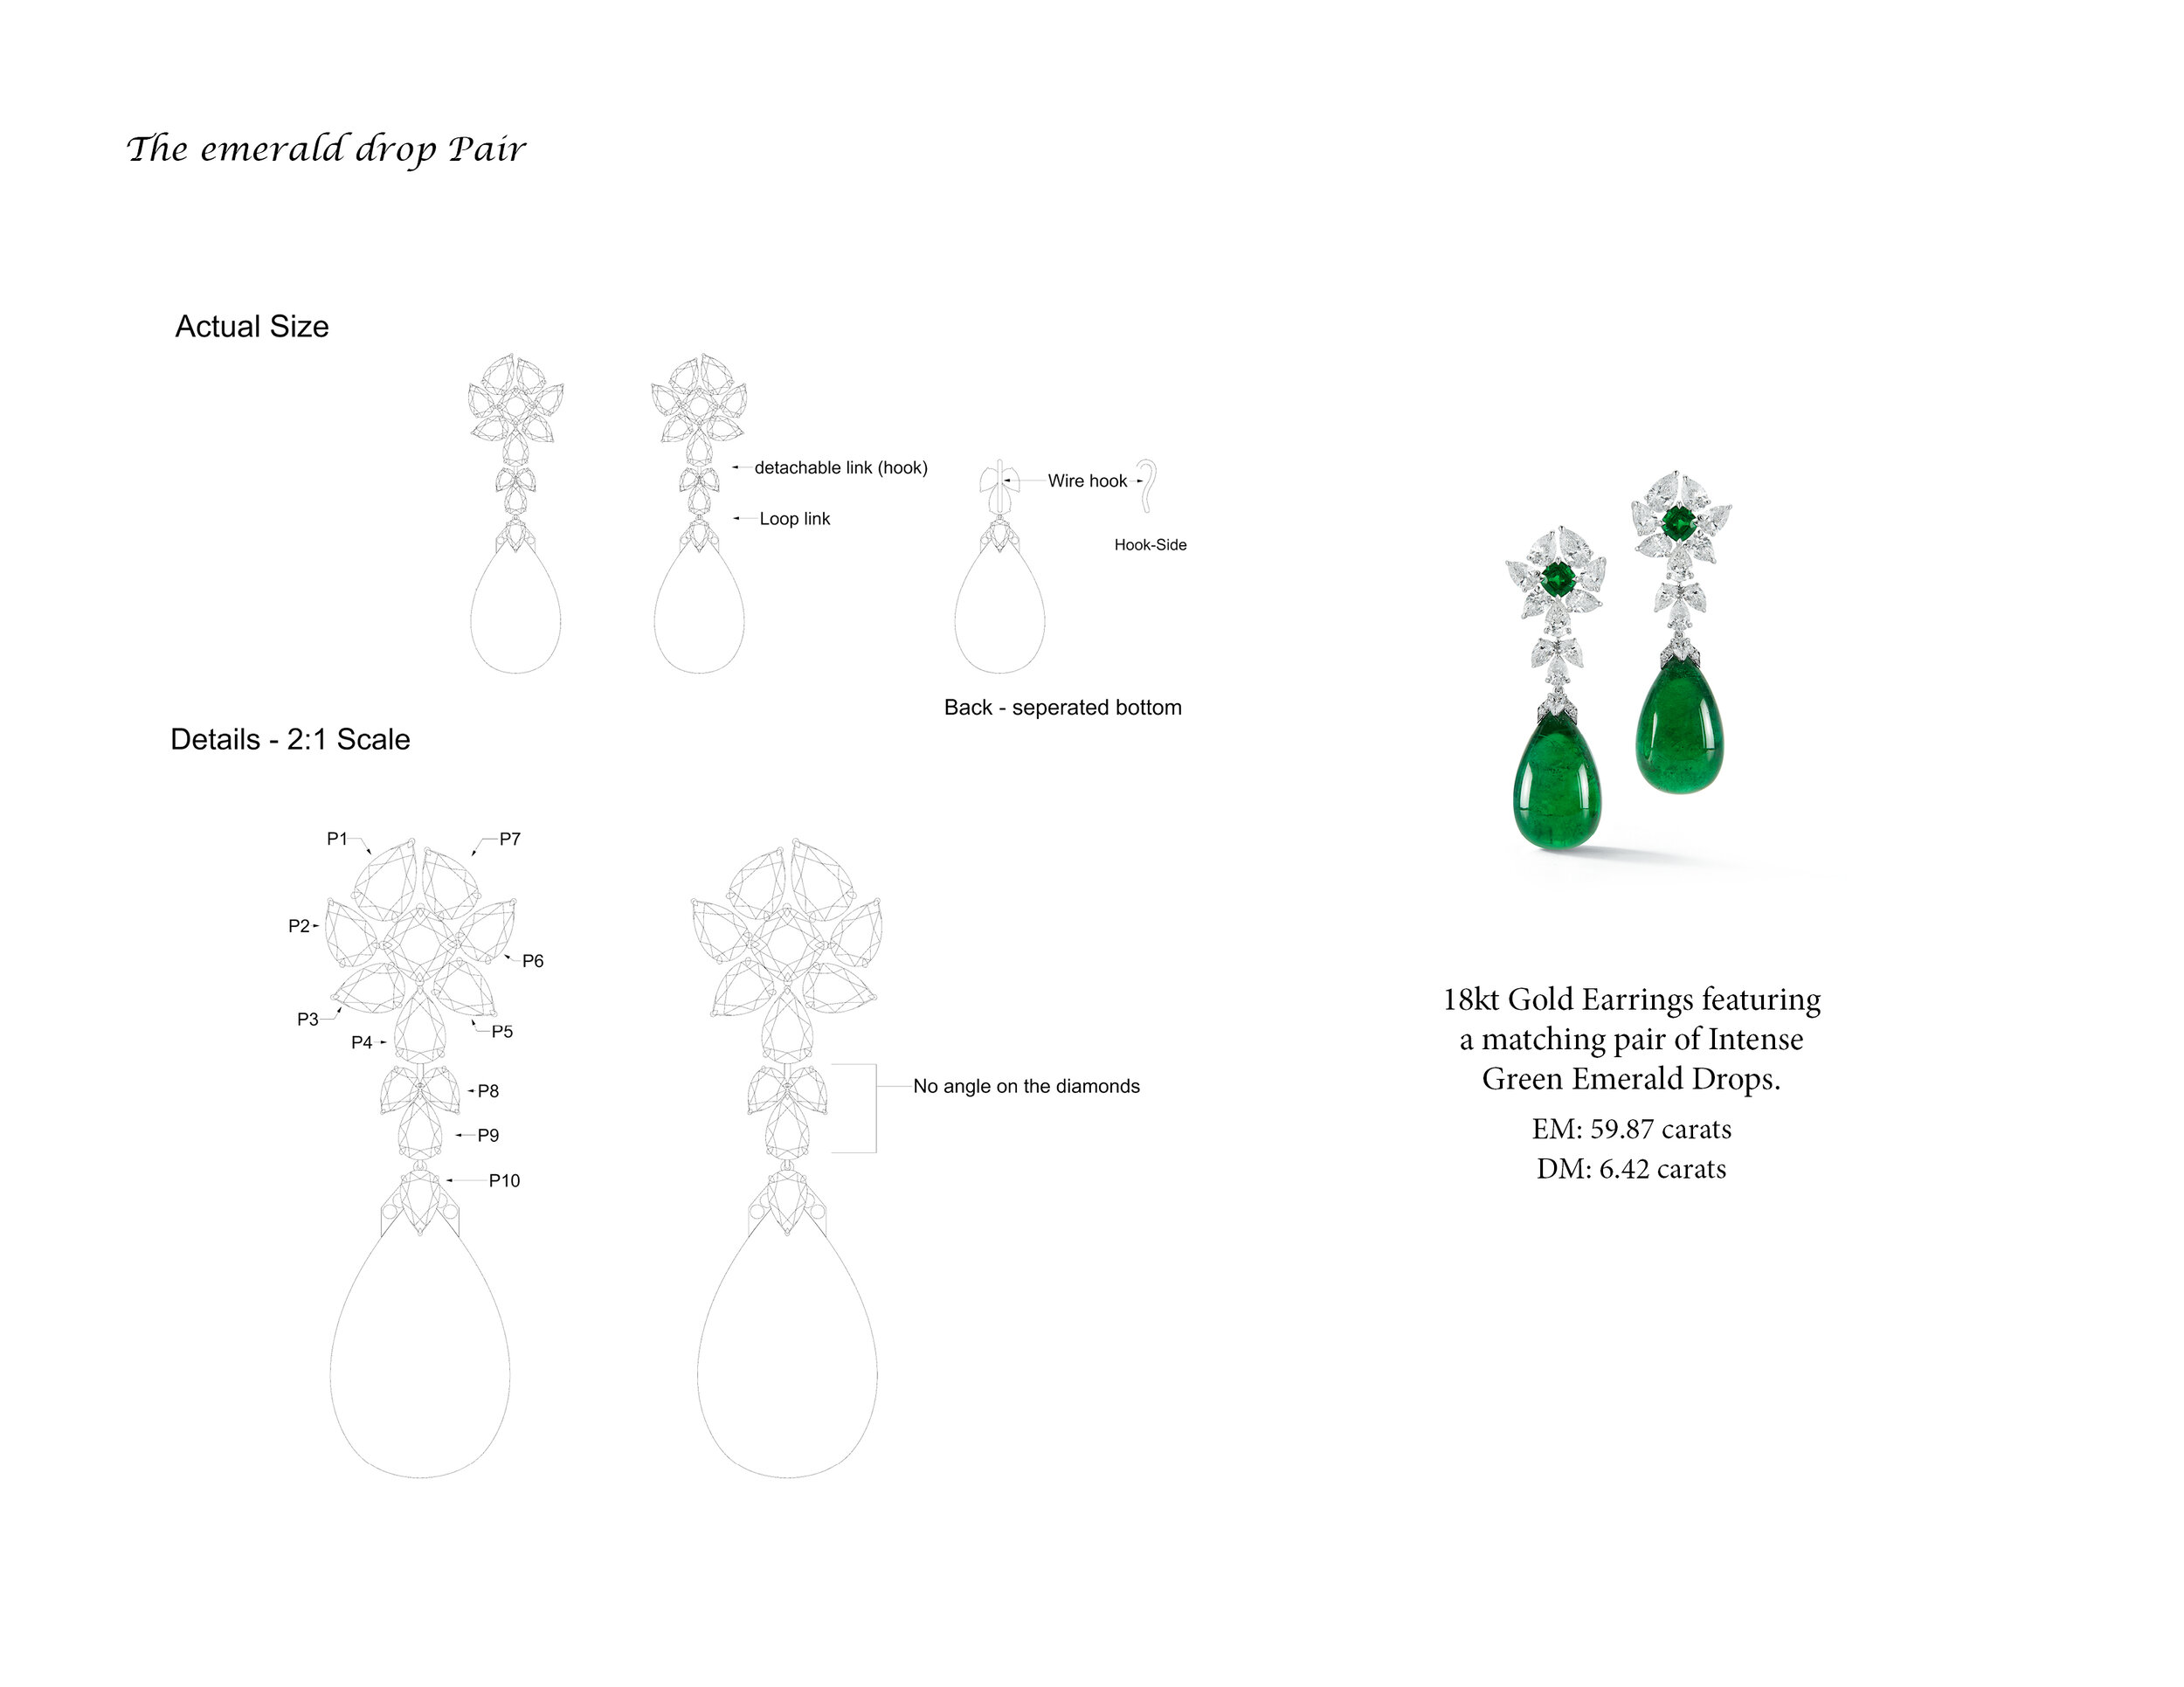 The emerald drop Pair
Actual Size
detachable link (hook)
Wire hook
Loop link
Hook-Side
Back - seperated bottom
Details - 2:1 Scale
P1
P7
P2
P6
P3
P5
P4
No angle on the diamonds
P8
P9
P10
18kt Gold Earrings featuring
a matching pair of Intense
Green Emerald Drops.
EM: 59.87 carats
DM: 6.42 carats